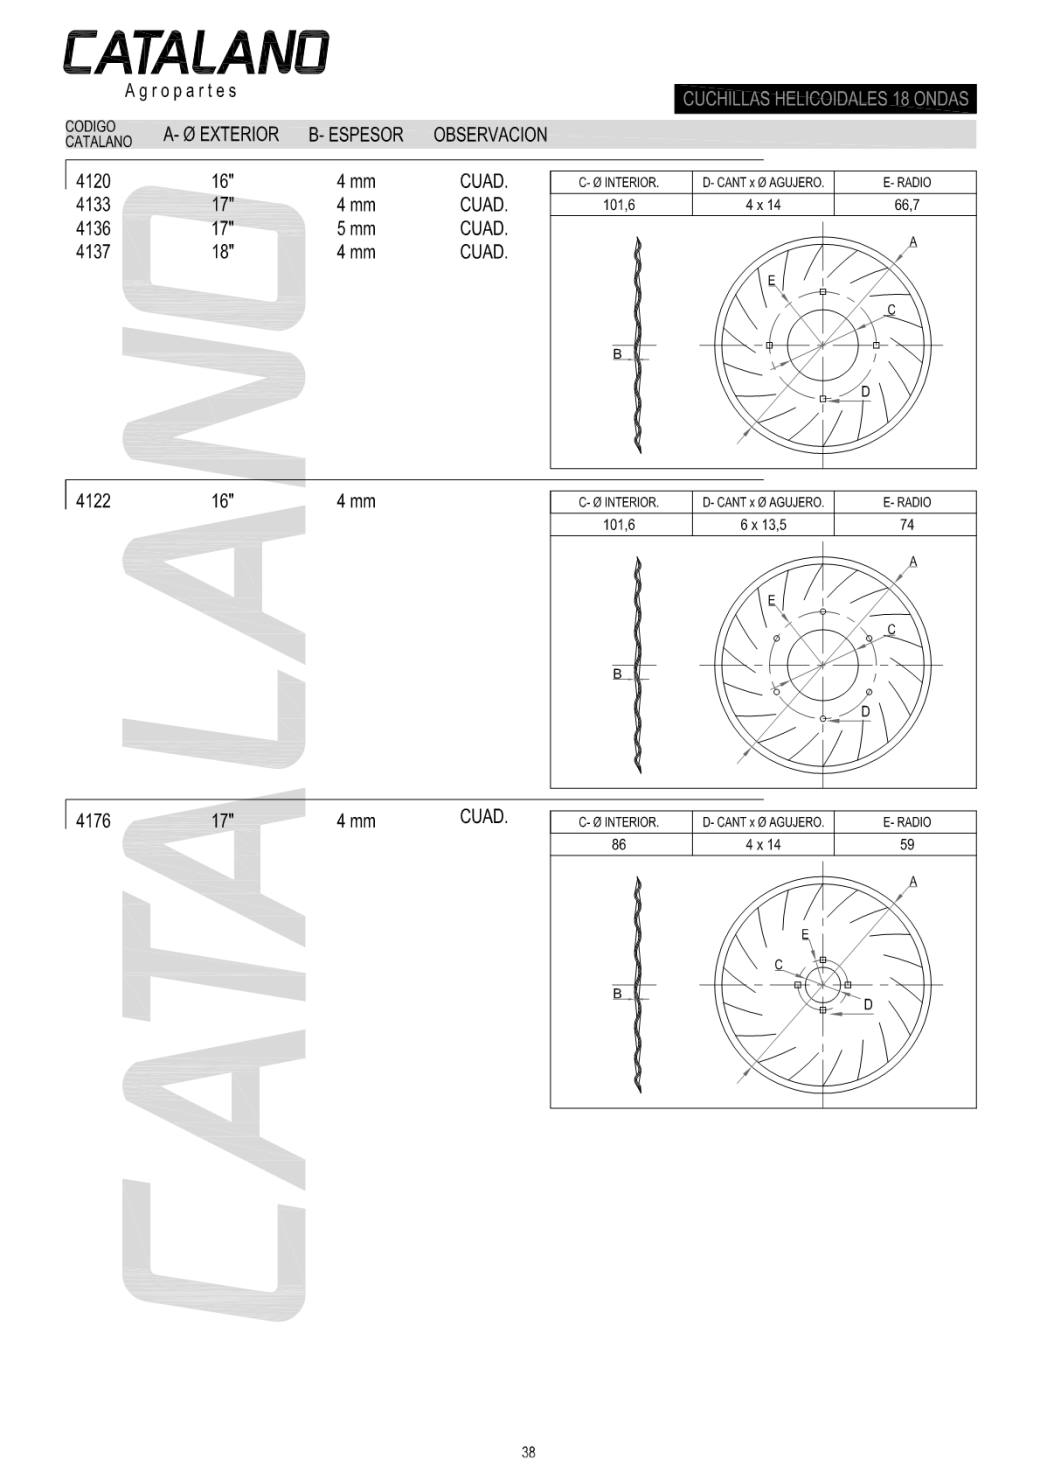 CATALANO
Agropartes
CUCHILLAS HELICOIDALES 18 ONDAS
CODIGO CATALANO A- Ø EXTERIOR B- ESPESOR OBSERVACION
4120 16" 4 mm CUAD.
4133 17" 4 mm CUAD.
4136 17" 5 mm CUAD.
4137 18" 4 mm CUAD.
C- Ø INTERIOR. D- CANT x Ø AGUJERO. E- RADIO
101,6 4 x 14 66,7
A
E
C
B
D
4122 16" 4 mm
C- Ø INTERIOR. D- CANT x Ø AGUJERO. E- RADIO
101,6 6 x 13,5 74
A
E
C
B
D
4176 17" 4 mm CUAD.
C- Ø INTERIOR. D- CANT x Ø AGUJERO. E- RADIO
86 4 x 14 59
A
E
C
B
D
CATALANO
38